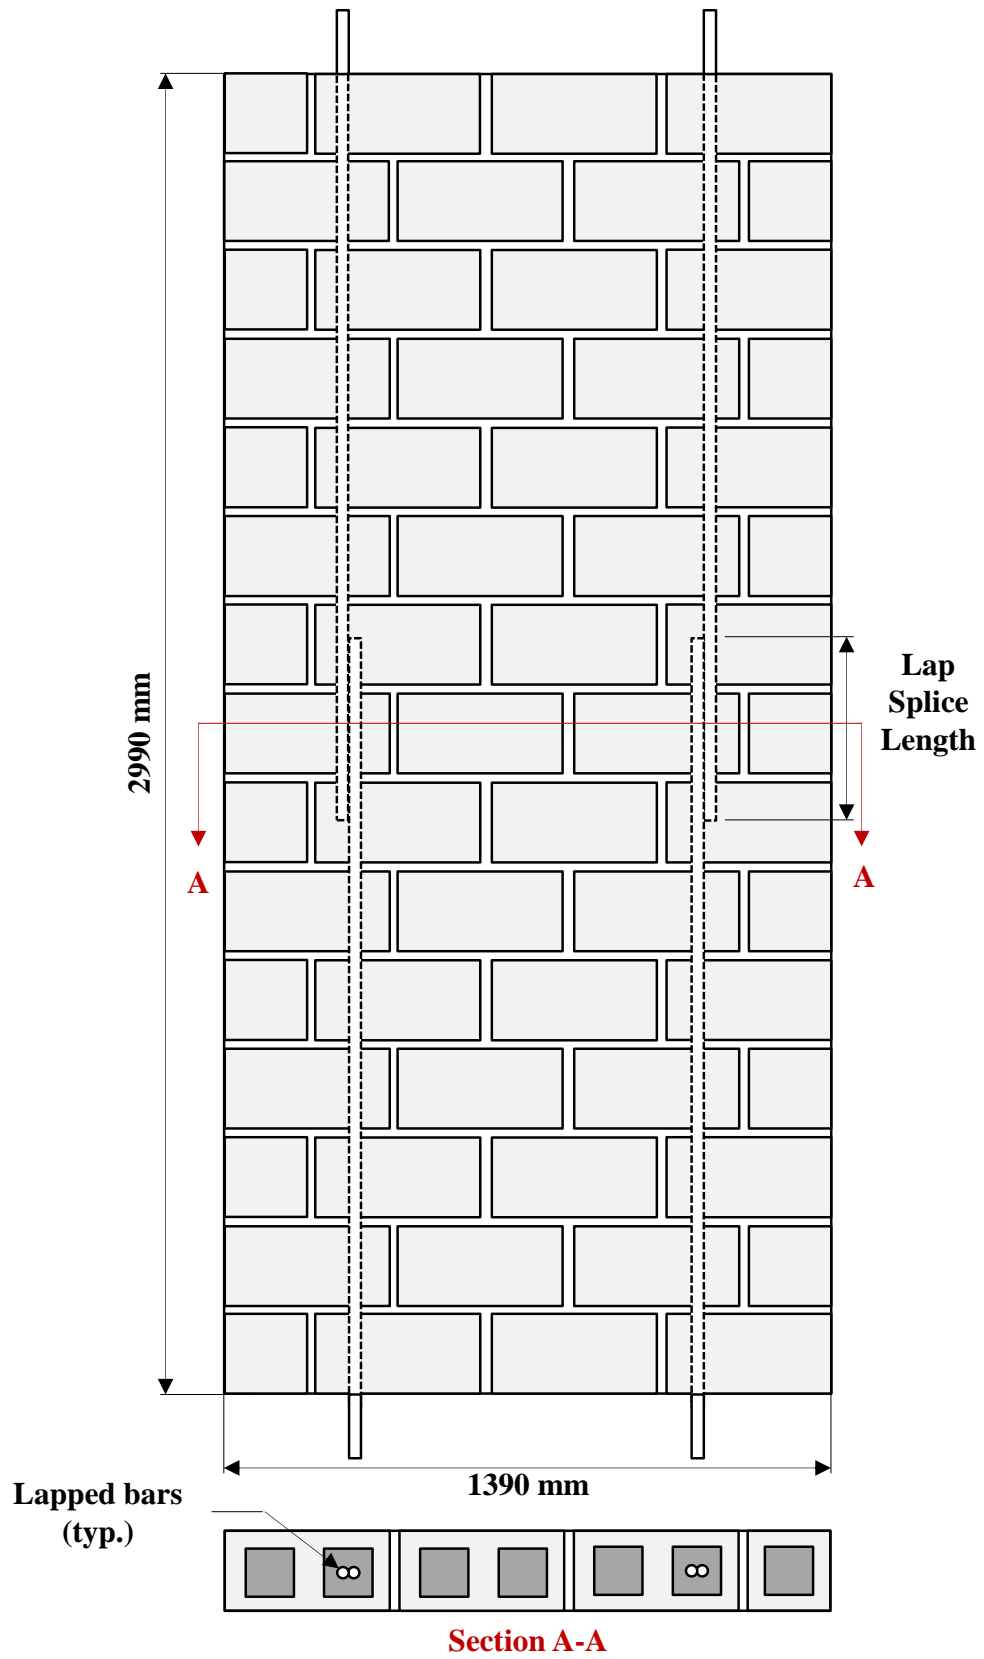 Lap
Splice
Length
2990 mm
A
A
1390 mm
Lapped bars
(typ.)
Section A-A